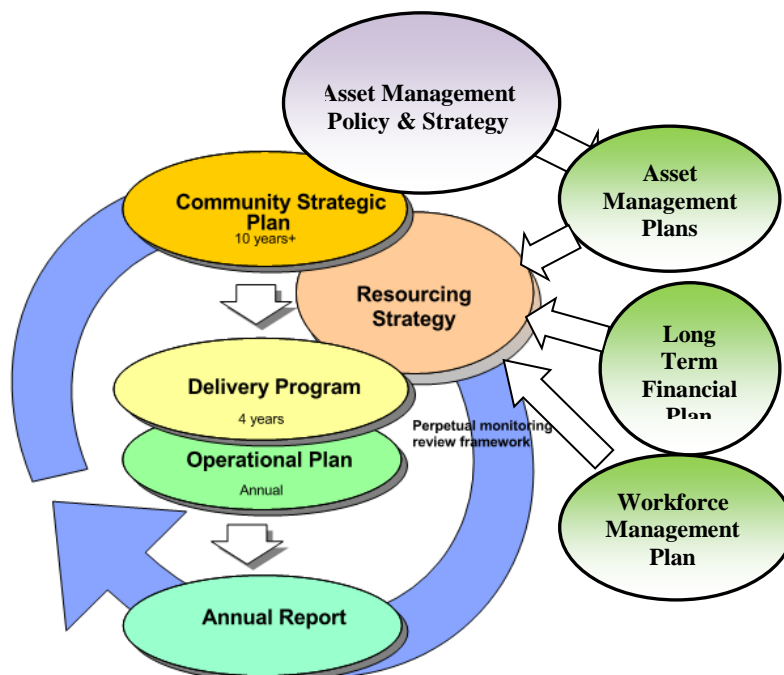 Asset Management
Policy & Strategy
Asset
Management
Plans
Community Strategic
Plan
10 years+
Resourcing
Strategy
Long
Term
Financial
Plan
Delivery Program
4 years
Perpetual monitoring
review framework
Operational Plan
Annual
Workforce
Management
Plan
Annual Report